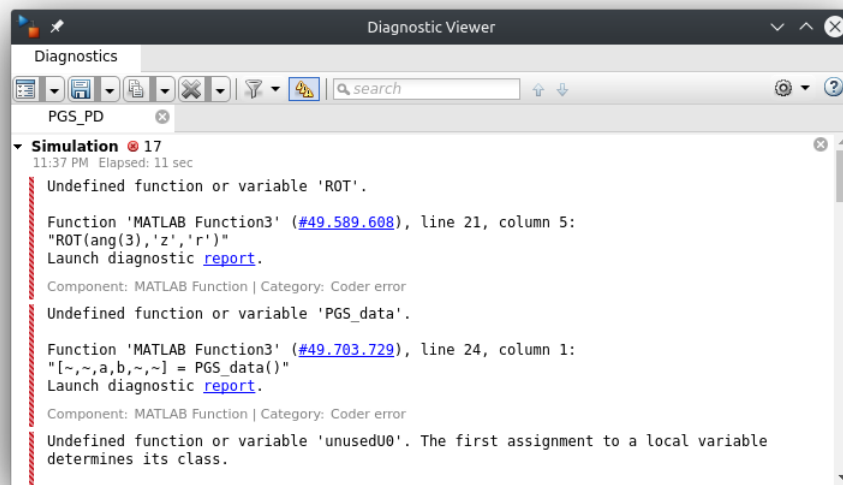 Diagnostic Viewer
Diagnostics
search
PGS_PD
Simulation 17
11:37 PM Elapsed: 11 sec
Undefined function or variable 'ROT'.
Function 'MATLAB Function3' (#49.589.608), line 21, column 5:
"ROT(ang(3),'z','r')"
Launch diagnostic report.
Component: MATLAB Function | Category: Coder error
Undefined function or variable 'PGS_data'.
Function 'MATLAB Function3' (#49.703.729), line 24, column 1:
"[~,~,a,b,~,~] = PGS_data()"
Launch diagnostic report.
Component: MATLAB Function | Category: Coder error
Undefined function or variable 'unusedU0'. The first assignment to a local variable
determines its class.